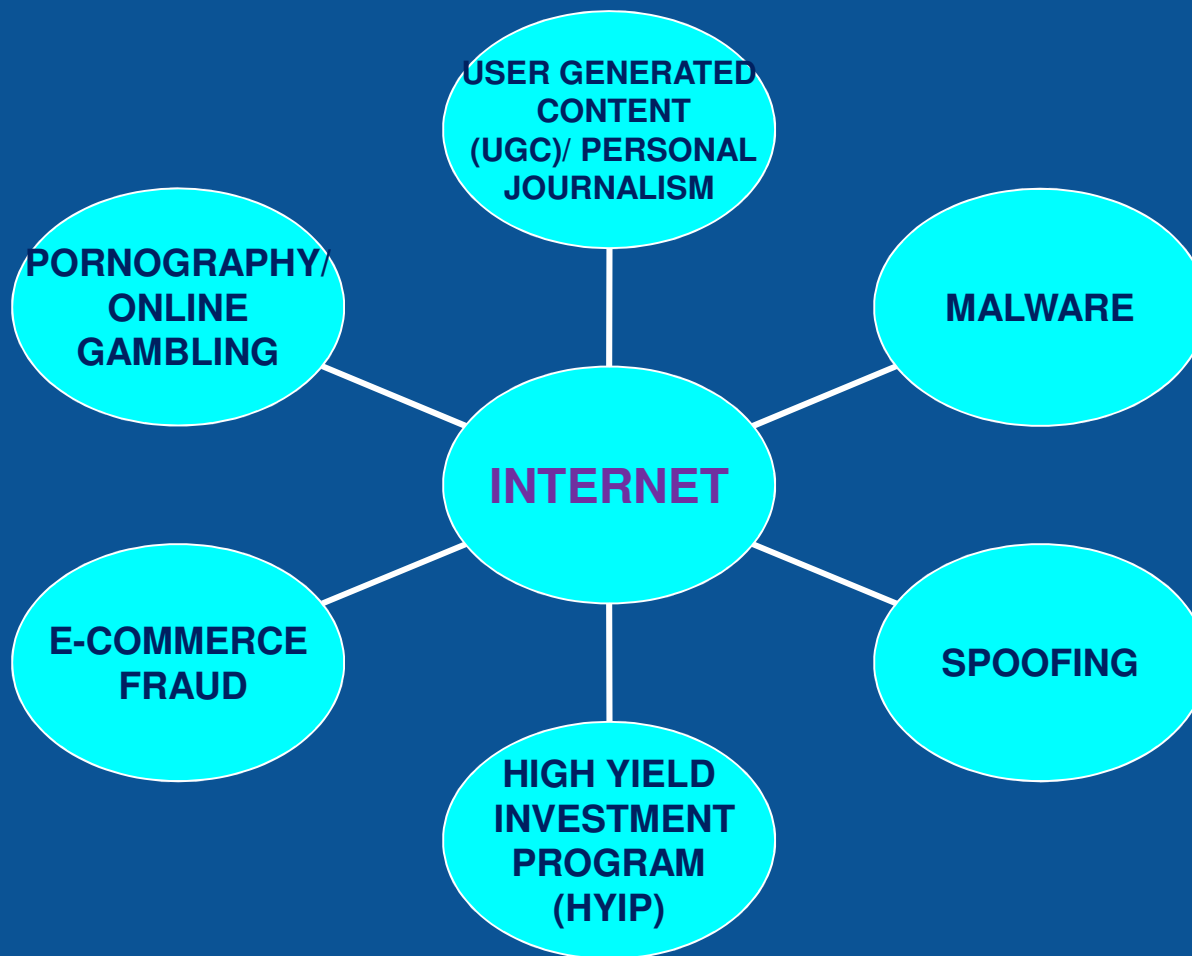 USER GENERATED
CONTENT
(UGC)/ PERSONAL
JOURNALISM
PORNOGRAPHY/
ONLINE
GAMBLING
MALWARE
INTERNET
E-COMMERCE
FRAUD
SPOOFING
HIGH YIELD
INVESTMENT
PROGRAM
(HYIP)